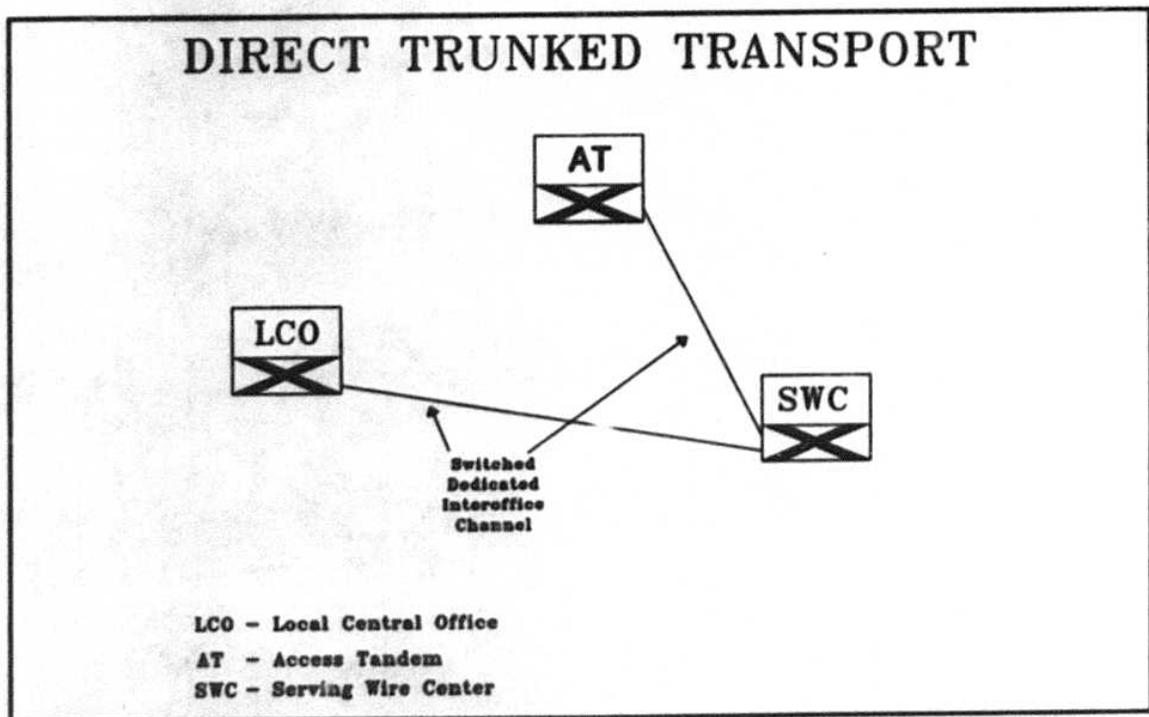 DIRECT TRUNKED TRANSPORT
AT
LCO
SWC
Switched
Dedicated
Interoffice
Channel
LCO - Local Central Office
AT - Access Tandem
SWC - Serving Wire Center